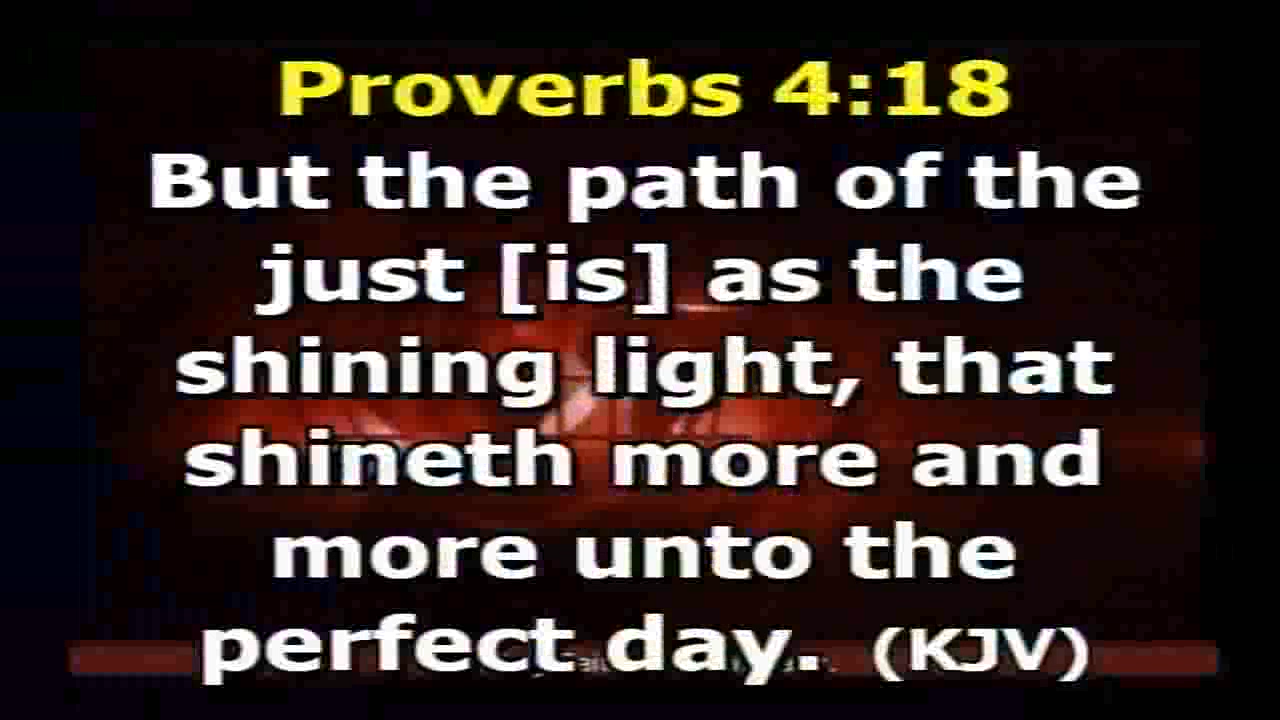 Proverbs 4:18
But the path of the
just [is] as the
shining light, that
shineth more and
more unto the
perfect day. (KJV)